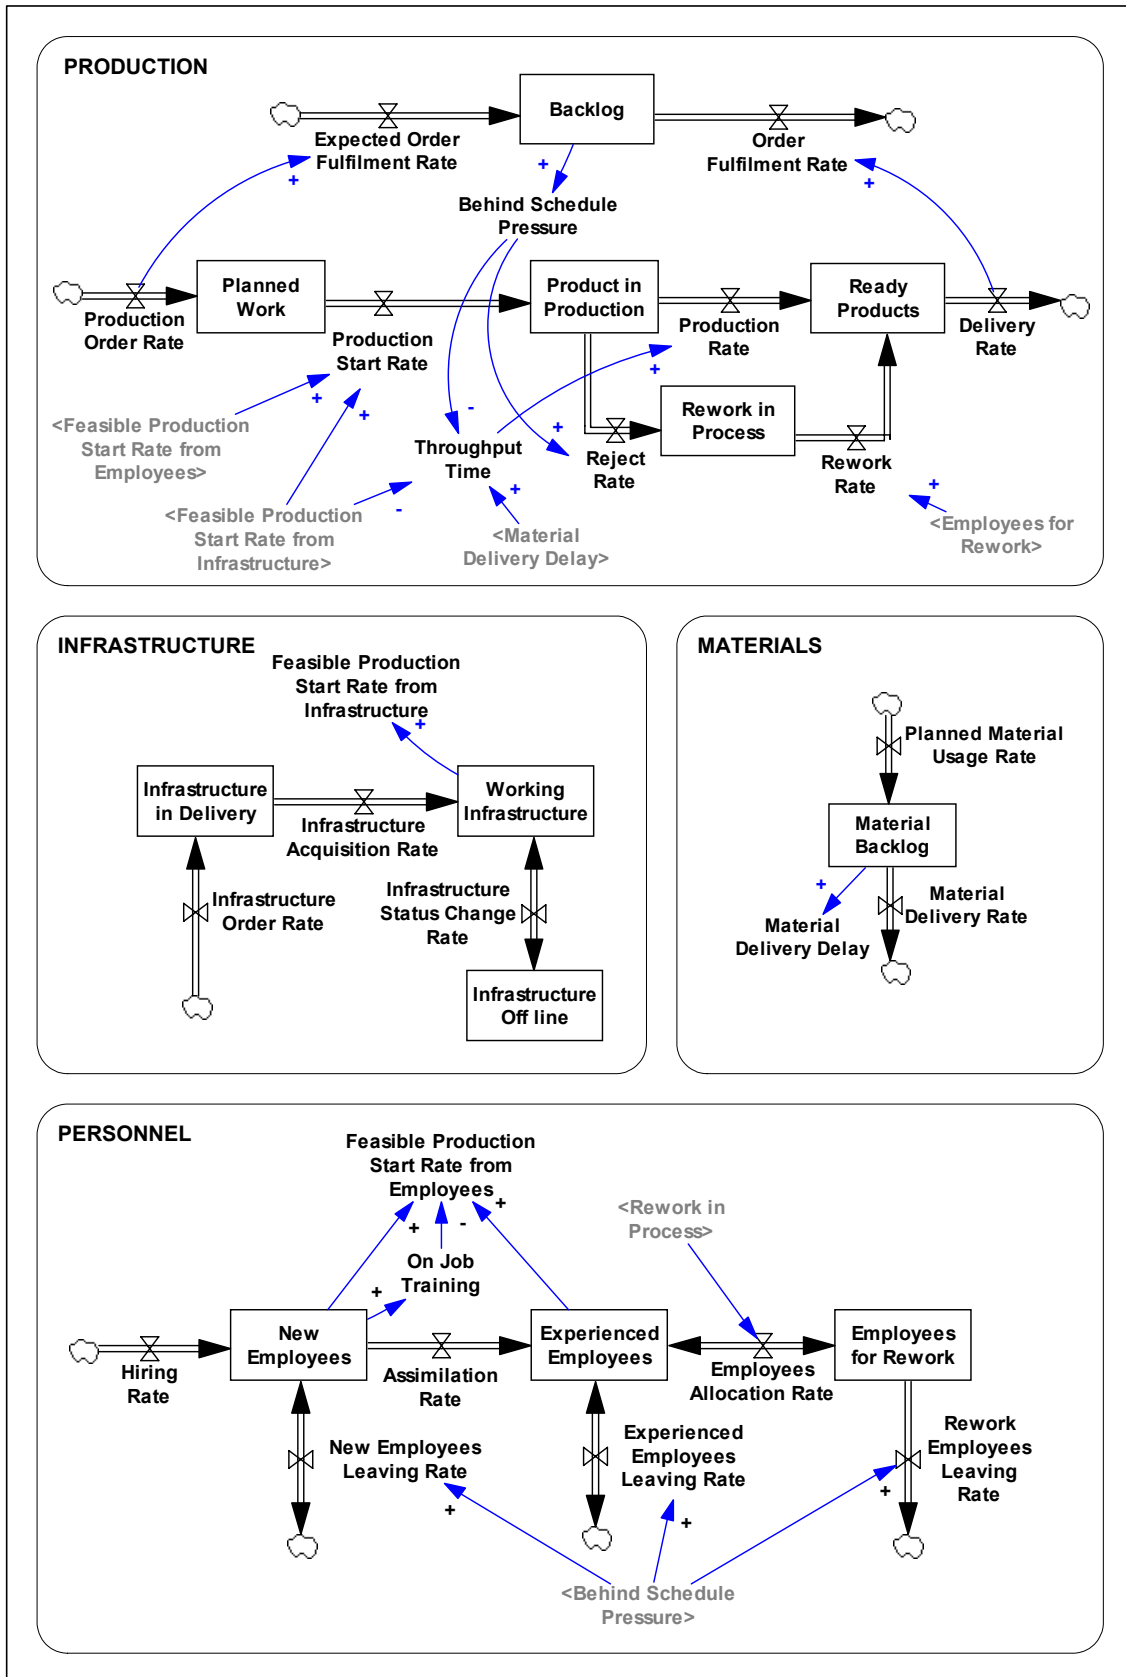 PRODUCTION
Backlog
Expected Order
Fulfilment Rate
Order
Fulfilment Rate
+
+
+
Behind Schedule
Pressure
Planned
Work
Product in
Production
Ready
Products
Production
Order Rate
Production
Start Rate
Production
Rate
Delivery
Rate
+
+
+
-
+
Rework in
Process
<Feasible Production
Start Rate from
Employees>
Throughput
Time
Reject
Rate
Rework
Rate
+
+
-
<Feasible Production
Start Rate from
Infrastructure>
<Material
Delivery Delay>
<Employees for
Rework>
INFRASTRUCTURE
Feasible Production
Start Rate from
Infrastructure
+
Infrastructure
in Delivery
Working
Infrastructure
Infrastructure
Acquisition Rate
Infrastructure
Order Rate
Infrastructure
Status Change
Rate
Infrastructure
Off line
MATERIALS
Planned Material
Usage Rate
Material
Backlog
+
Material
Delivery Rate
Material
Delivery Delay
PERSONNEL
Feasible Production
Start Rate from
Employees
+
-
+
<Rework in
Process>
On Job
Training
+
New
Employees
Experienced
Employees
Employees
for Rework
Hiring
Rate
Assimilation
Rate
Employees
Allocation Rate
New Employees
Leaving Rate
Experienced
Employees
Leaving Rate
Rework
Employees
Leaving
Rate
+
+
+
<Behind Schedule
Pressure>